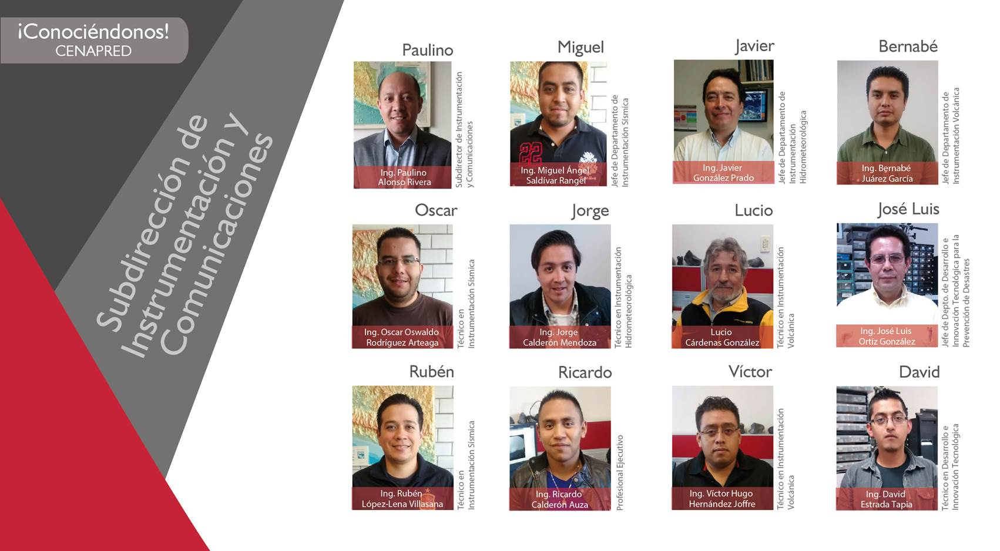 ¡Conociéndonos!
CENAPRED
Subdirección de
Instrumentación y
Comunicaciones
Paulino
Ing. Paulino
Alonso Rivera
Subdirector de Instrumentación
y Comunicaciones
Miguel
Ing. Miguel Ángel
Saldívar Rangel
Jefe de Departamento de
Instrumentación Sísmica
22
Javier
Ing. Javier
González Prado
Jefe de Departamento de
Instrumentación
Hidrometeorológica
Bernabé
Ing. Bernabé
Juárez García
Jefe de Departamento de
Instrumentación Volcánica
Oscar
Ing. Oscar Oswaldo
Rodríguez Arteaga
Técnico en
Instrumentación Sísmica
Jorge
Ing. Jorge
Calderón Mendoza
Técnico en Instrumentación
Hidrometeorológica
Lucio
Lucio
Cárdenas González
Técnico en Instrumentación
Volcánica
José Luis
Ing. José Luis
Ortíz González
Jefe de Depto. de Desarrollo e
Innovación Tecnológica para la
Prevención de Desastres
Rubén
Ing. Rubén
López-Lena Villasana
Técnico en
Instrumentación Sísmica
Ricardo
Ing. Ricardo
Calderón Auza
Profesional Ejecutivo
Víctor
Ing. Víctor Hugo
Hernández Joffre
Técnico en Instrumentación
Volcánica
David
Ing. David
Estrada Tapia
Técnico en Desarrollo e
Innovación Tecnológica